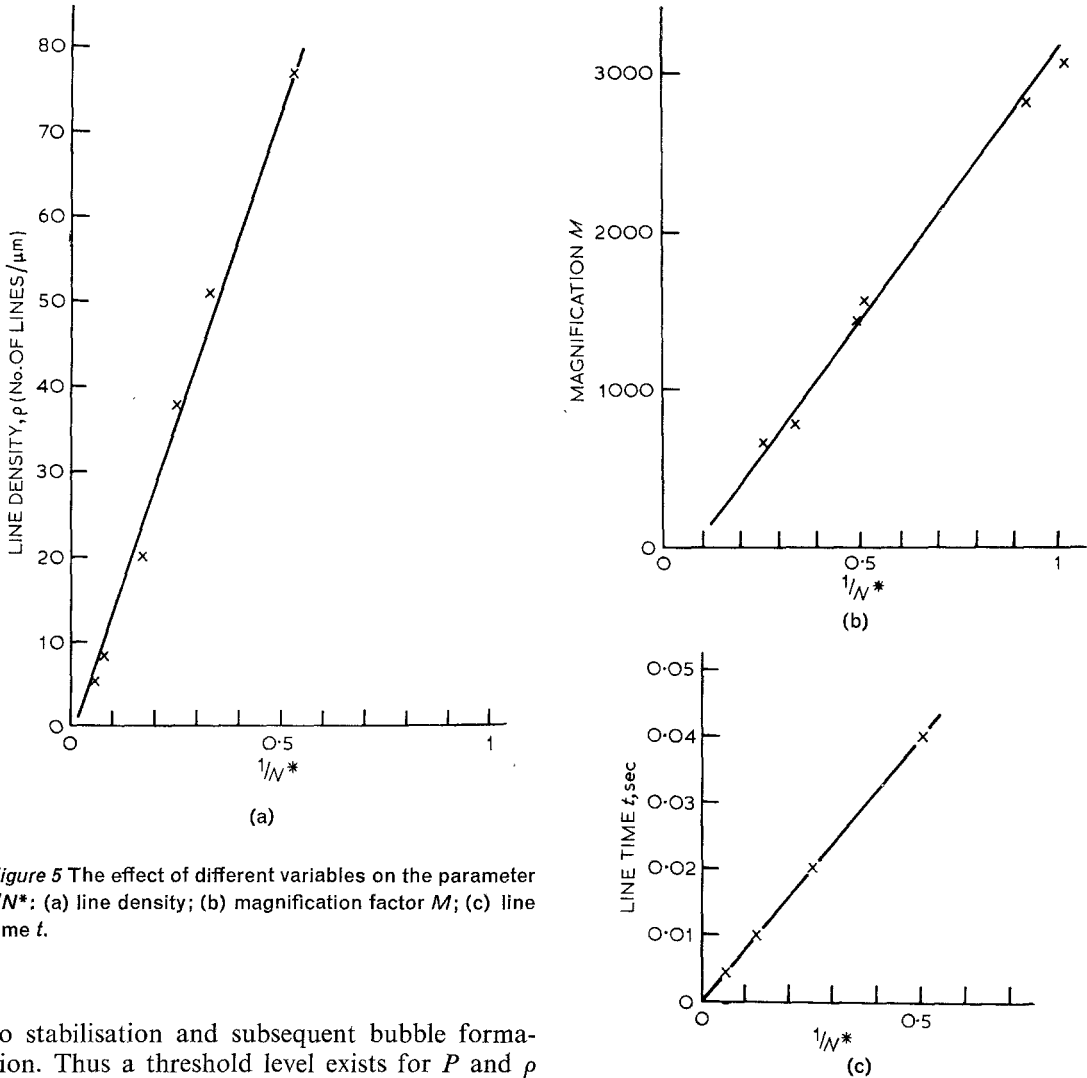 80
70
60
50
40
30
20
10
0
LINE DENSITY, ρ (No. OF LINES/μm)
0 0·5 1
1/N*
(a)
3000
2000
1000
0
MAGNIFICATION M
0 0·5 1
1/N*
(b)
0·05
0·04
0·03
0·02
0·01
0
LINE TIME t, sec
0 0·5
1/N*
(c)
igure 5 The effect of different variables on the parameter
/N*: (a) line density; (b) magnification factor M; (c) line
me t.
o stabilisation and subsequent bubble forma-
ion. Thus a threshold level exists for P and ρ